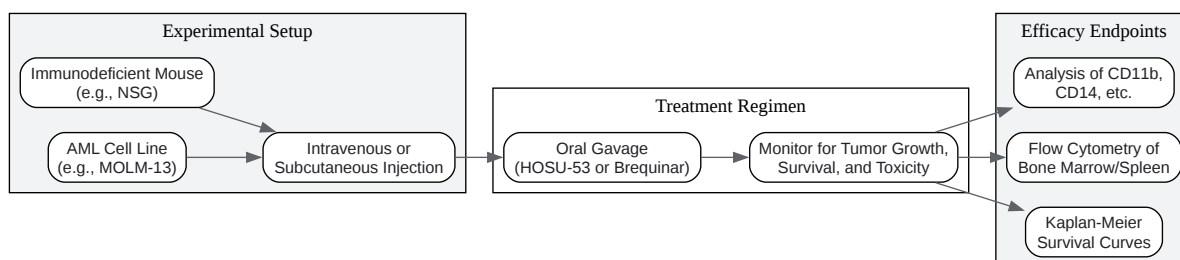 Experimental Setup
Immunodeficient Mouse
(e.g., NSG)
AML Cell Line
(e.g., MOLM-13)
Intravenous or
Subcutaneous Injection
Treatment Regimen
Oral Gavage
(HOSU-53 or Brequinar)
Monitor for Tumor Growth,
Survival, and Toxicity
Efficacy Endpoints
Analysis of CD11b,
CD14, etc.
Flow Cytometry of
Bone Marrow/Spleen
Kaplan-Meier
Survival Curves